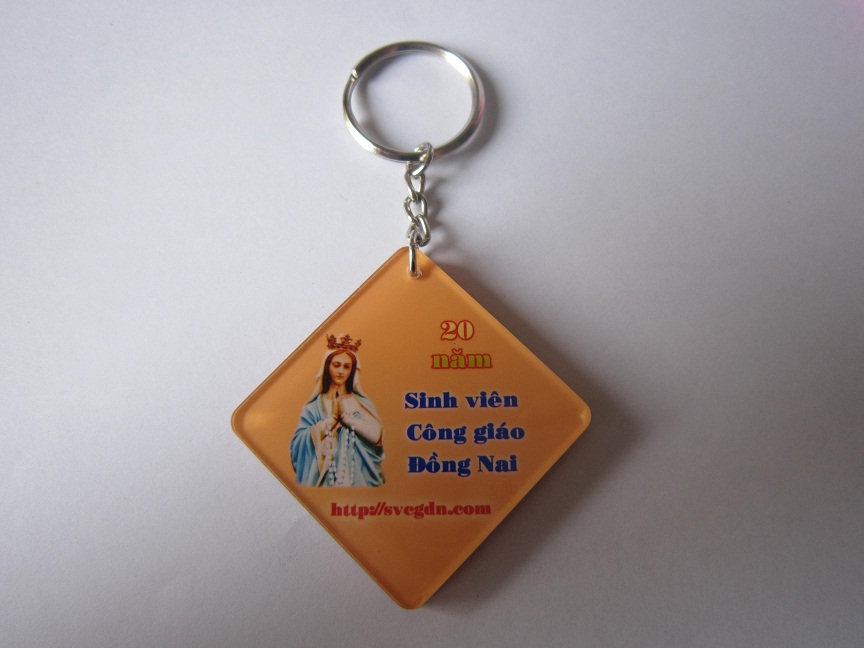 20
năm
Sinh viên
Công giáo
Đồng Nai
http://svcgdn.com